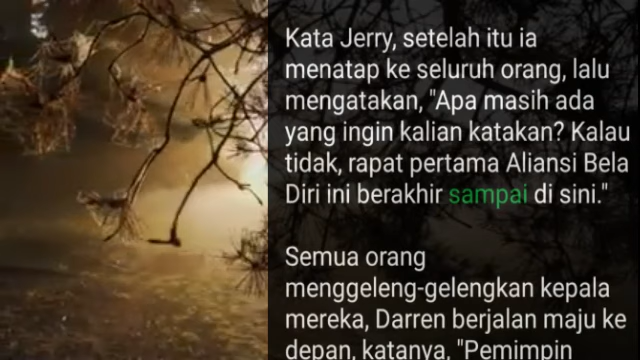 Kata Jerry, setelah itu ia
menatap ke seluruh orang, lalu
mengatakan, "Apa masih ada
yang ingin kalian katakan? Kalau
tidak, rapat pertama Aliansi Bela
Diri ini berakhir sampai di sini."
Semua orang
menggeleng-gelengkan kepala
mereka, Darren berjalan maju ke
depan, katanya, "Pemimpin